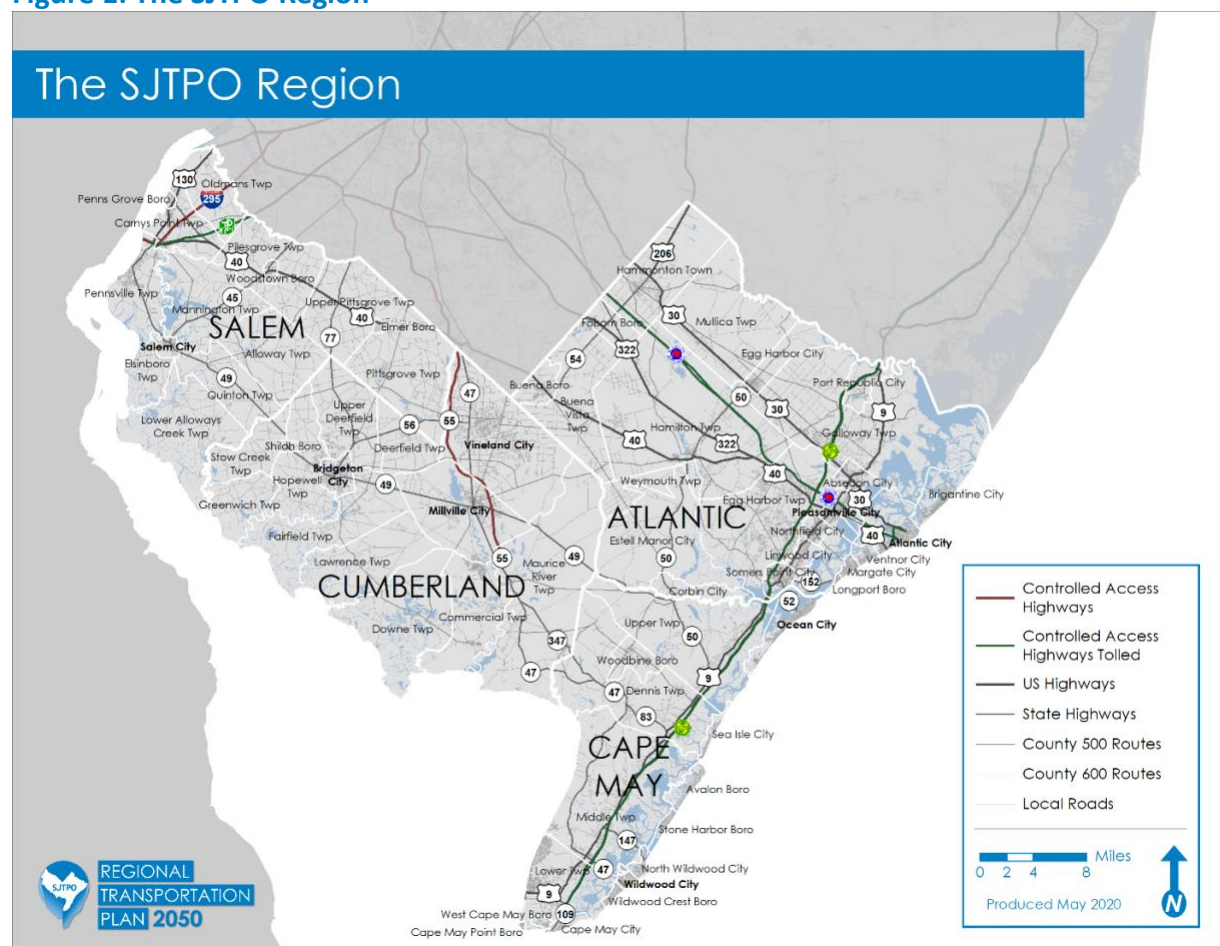 Figure 1: The SJTPO Region
The SJTPO Region
130
Oldmans Twp
Penns Grove Boro
295
Carnys Point Twp
Pilesgrove Twp
40
Woodstown Boro
Pennsville Twp
45
Mannington Twp
Upper Pittsgrove Twp
40
Elmer Boro
SALEM
77
Salem City
Alloway Twp
Elsinboro
Twp
49
Quinton Twp
Pittsgrove Twp
47
Upper
Deerfield
Twp
56
55
Lower Alloways
Creek Twp
Shiloh Boro
Deerfield Twp
Vineland City
Stow Creek
Twp
Bridgeton
City
Hopewell
Twp
49
Greenwich Twp
Millville City
Fairfield Twp
Lawrence Twp
55
Maurice
River
Twp
49
CUMBERLAND
Commercial Twp
Downe Twp
347
47
206
Hammonton Town
30
Mullica Twp
Folsom Boro
322
54
Egg Harbor City
Buena Boro
Port Republic City
50
30
9
Buena
Vista
Twp
Hamilton Twp
40
322
Galloway Twp
40
Weymouth Twp
Absecon City
Egg Harbor Twp
30
Brigantine City
Pleasantville City
ATLANTIC
Northfield City
40
Atlantic City
Estell Manor City
50
Linwood City
Ventnor City
Somers Point City
Margate City
152
Longport Boro
Corbin City
52
Ocean City
Upper Twp
50
Woodbine Boro
9
47
Dennis Twp
83
Sea Isle City
CAPE
MAY
Avalon Boro
Middle Twp
Stone Harbor Boro
147
Lower Twp
47
North Wildwood City
Wildwood City
9
Wildwood Crest Boro
West Cape May Boro
109
Cape May Point Boro
Cape May City
Controlled Access
Highways
Controlled Access
Highways Tolled
US Highways
State Highways
County 500 Routes
County 600 Routes
Local Roads
Miles
0 2 4 8
Produced May 2020
N
SJTPO
REGIONAL
TRANSPORTATION
PLAN 2050